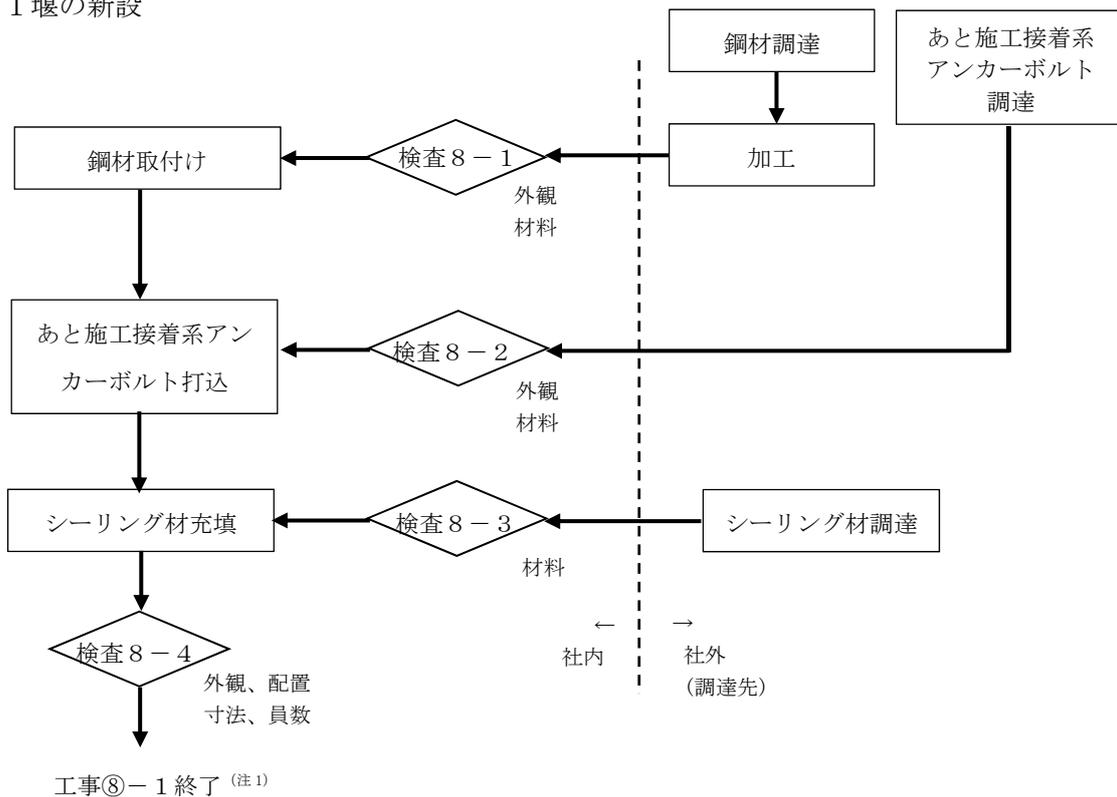 １堰の新設
鋼材調達
あと施工接着系
アンカーボルト
調達
鋼材取付け
検査８－１
加工
外観
材料
あと施工接着系アン
カーボルト打込
検査８－２
外観
材料
シーリング材充填
検査８－３
シーリング材調達
材料
←
→
社内
社外
（調達先）
検査８－４
外観、配置
寸法、員数
工事⑧－１終了（注1）